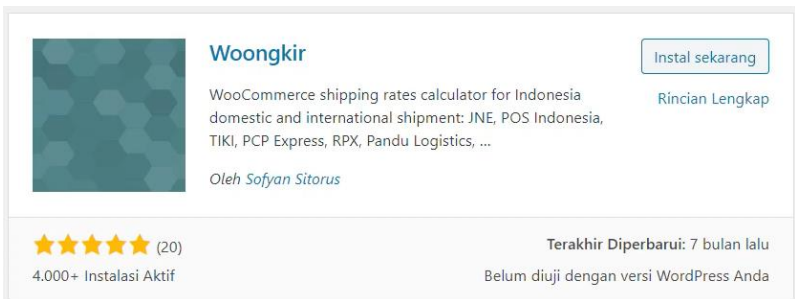 Woongkir
Instal sekarang
WooCommerce shipping rates calculator for Indonesia
Rincian Lengkap
domestic and international shipment: JNE, POS Indonesia,
TIKI, PCP Express, RPX, Pandu Logistics, ...
Oleh Sofyan Sitorus
(20)
Terakhir Diperbarui: 7 bulan lalu
4.000+ Instalasi Aktif
Belum diuji dengan versi WordPress Anda